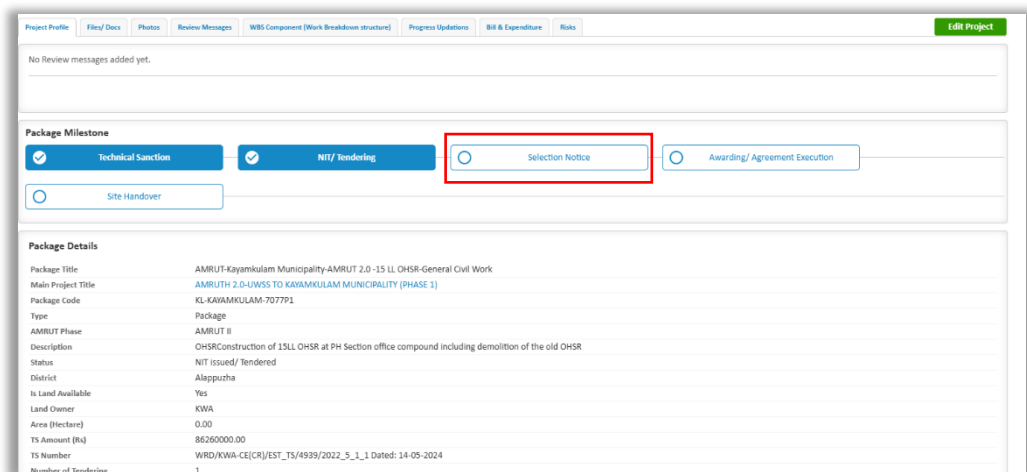 Project Profile Files/ Docs Photos Review Messages WBS Component (Work Breakdown structure) Progress Updations Bill & Expenditure Risks Edit Project
No Review messages added yet.
Package Milestone
Technical Sanction NIT/ Tendering Selection Notice Awarding/ Agreement Execution
Site Handover
Package Details
Package Title AMRUT-Kayamkulam Municipality-AMRUT 2.0 -15 LL OHSR-General Civil Work
Main Project Title AMRUTH 2.0-UWSS TO KAYAMKULAM MUNICIPALITY (PHASE 1)
Package Code KL-KAYAMKULAM-7077P1
Type Package
AMRUT Phase AMRUT II
Description OHSRConstruction of 15LL OHSR at PH Section office compound including demolition of the old OHSR
Status NIT issued/ Tendered
District Alappuzha
Is Land Available Yes
Land Owner KWA
Area (Hectare) 0.00
TS Amount (Rs) 86260000.00
TS Number WRD/KWA-CE(CR)/EST_TS/4939/2022_5_1_1 Dated: 14-05-2024
Number of Tendering 1